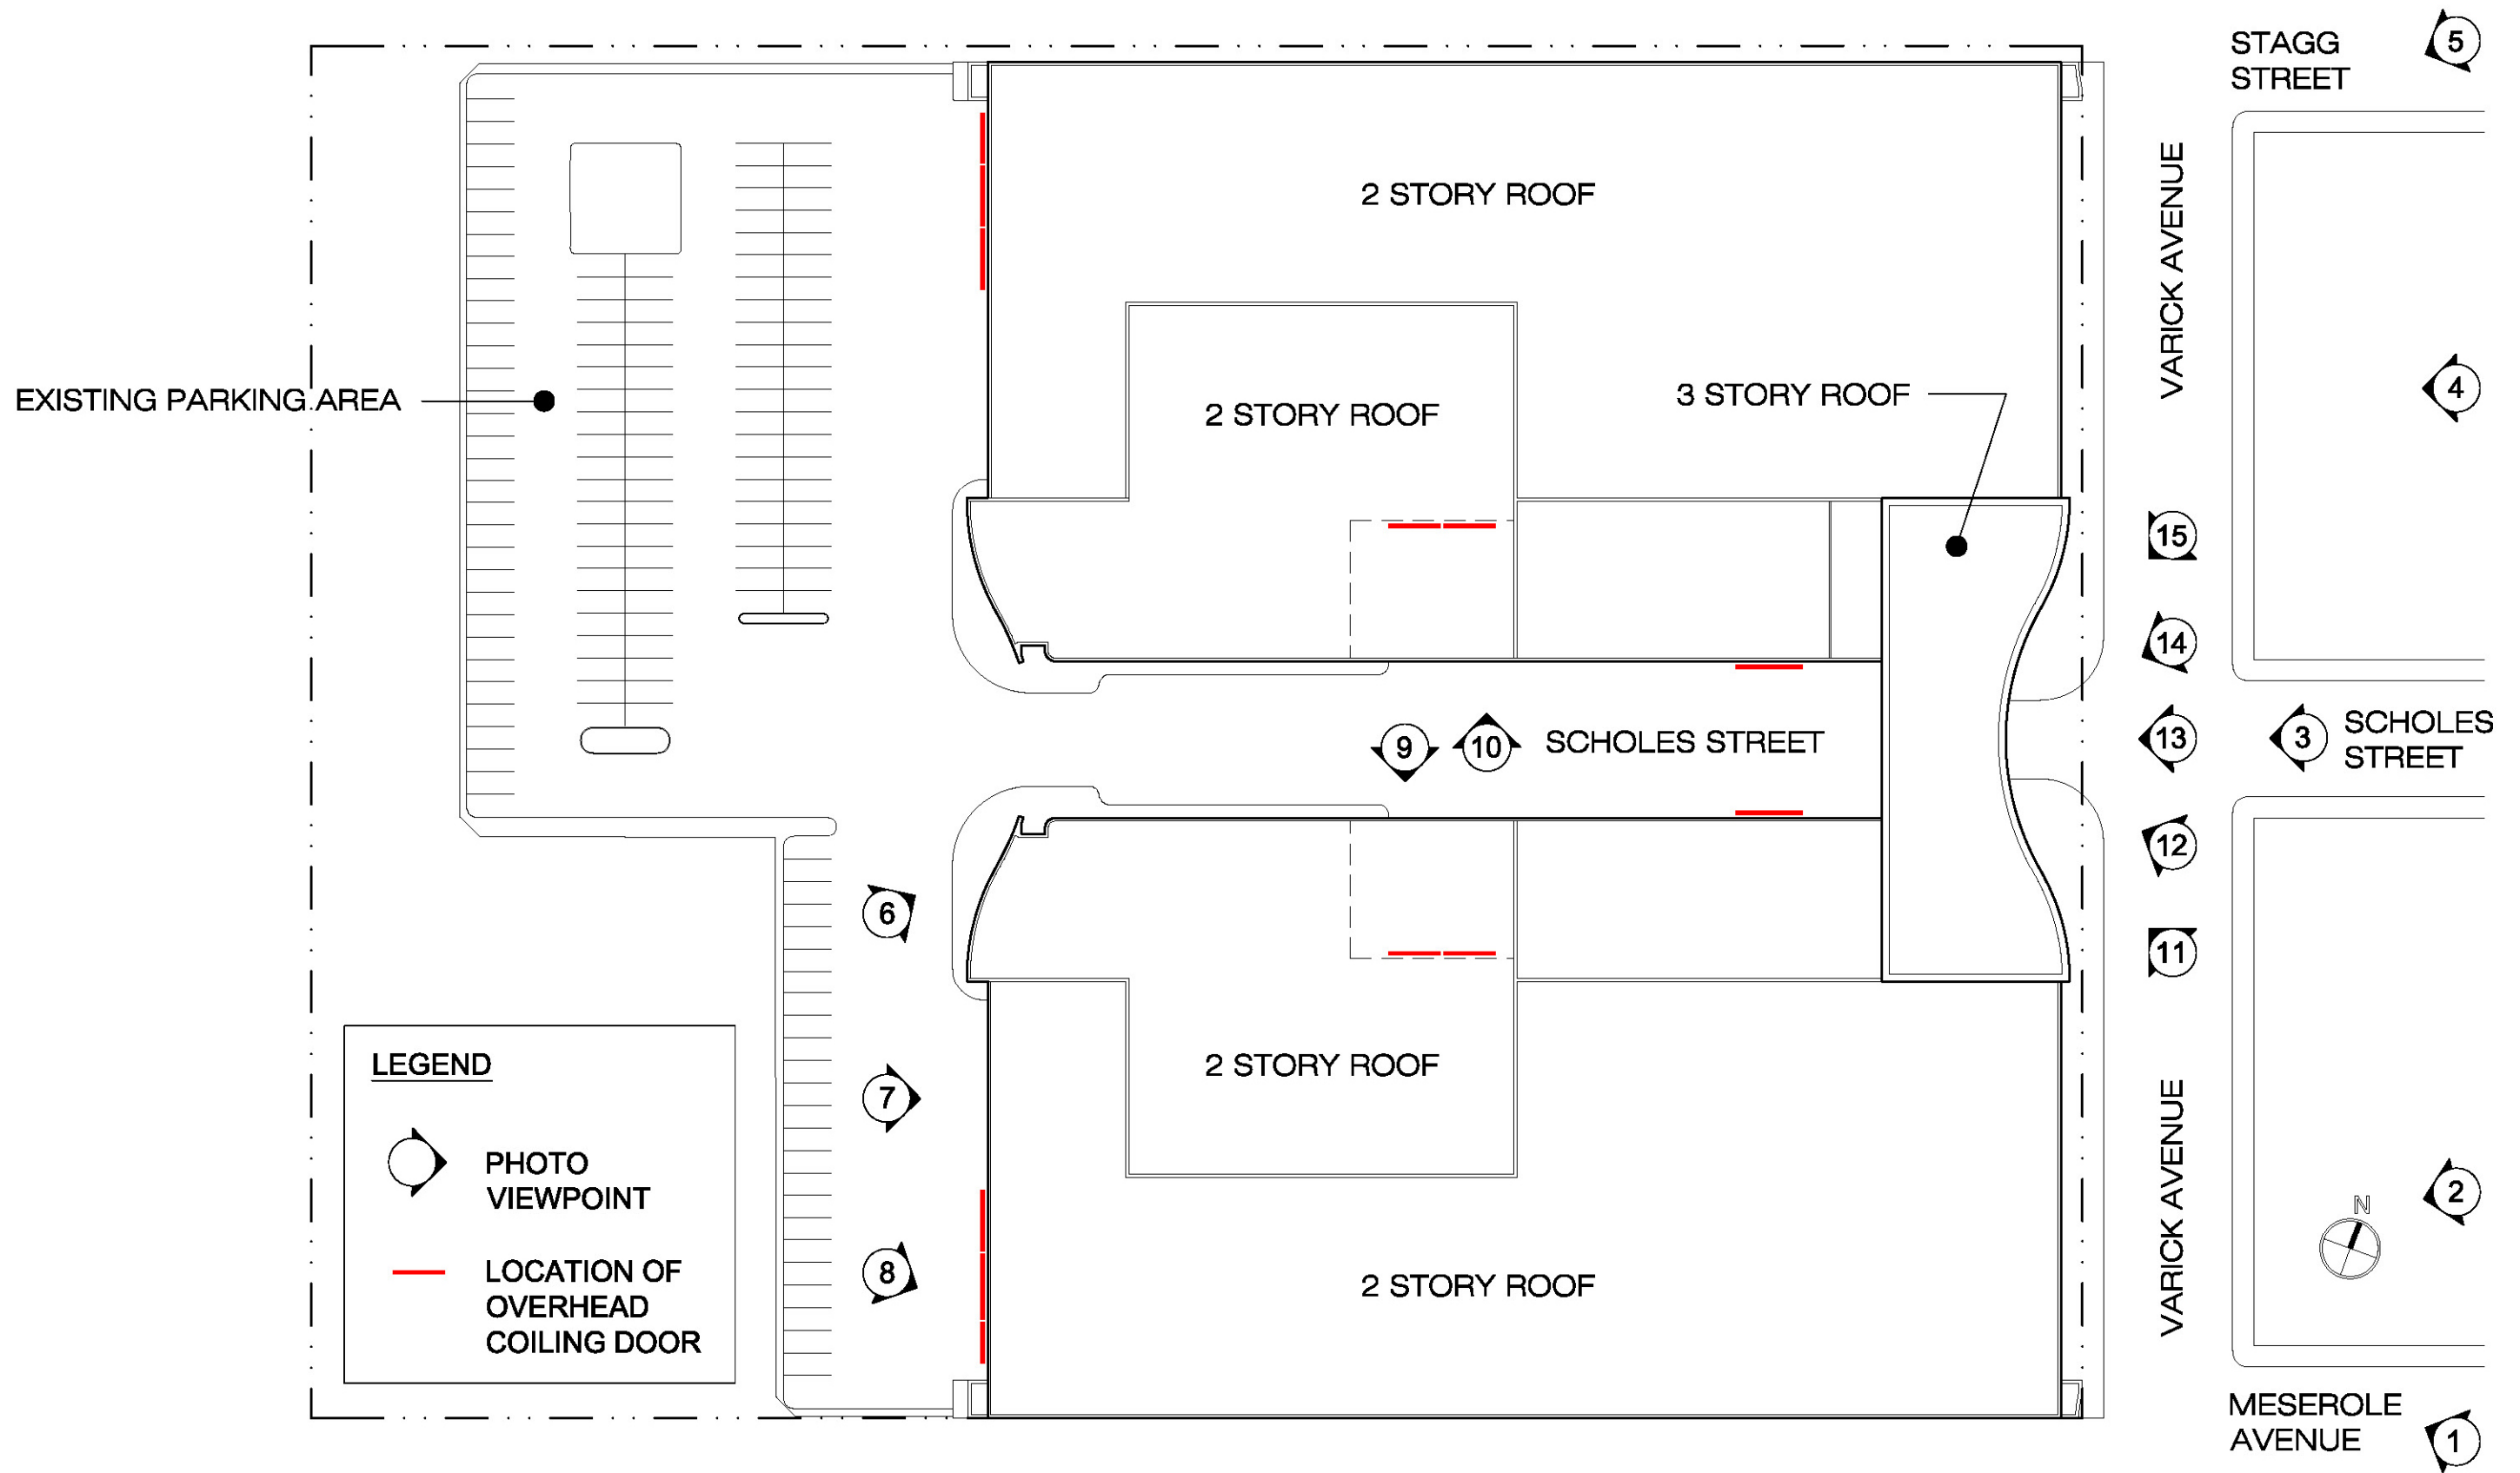 STAGG
STREET
5
2 STORY ROOF
VARICK AVENUE
4
EXISTING PARKING AREA
2 STORY ROOF
3 STORY ROOF
15
14
9
10
SCHOLES STREET
13
3
SCHOLES
STREET
12
6
11
LEGEND
2 STORY ROOF
7
PHOTO
VIEWPOINT
VARICK AVENUE
2
N
8
LOCATION OF
OVERHEAD
COILING DOOR
2 STORY ROOF
MESEROLE
AVENUE
1